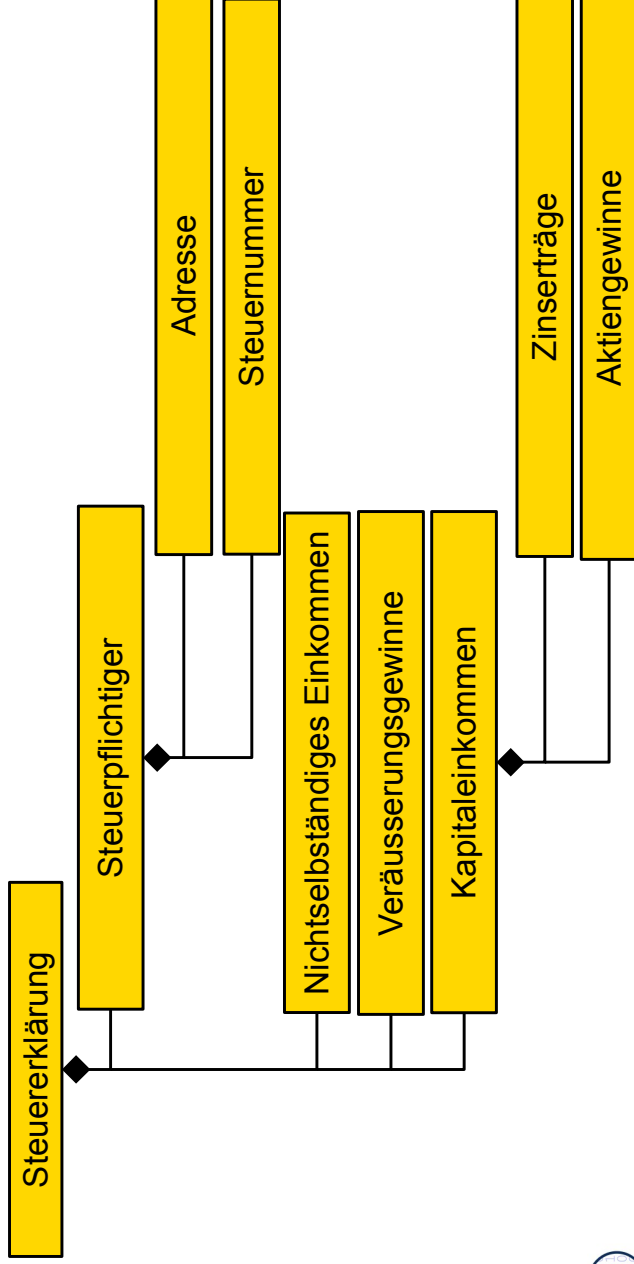 Steuererklärung
Steuerpflichtiger
Adresse
Steuernummer
Nichtselbständiges Einkommen
Veräusserungsgewinne
Kapitaleinkommen
Zinserträge
Aktiengewinne